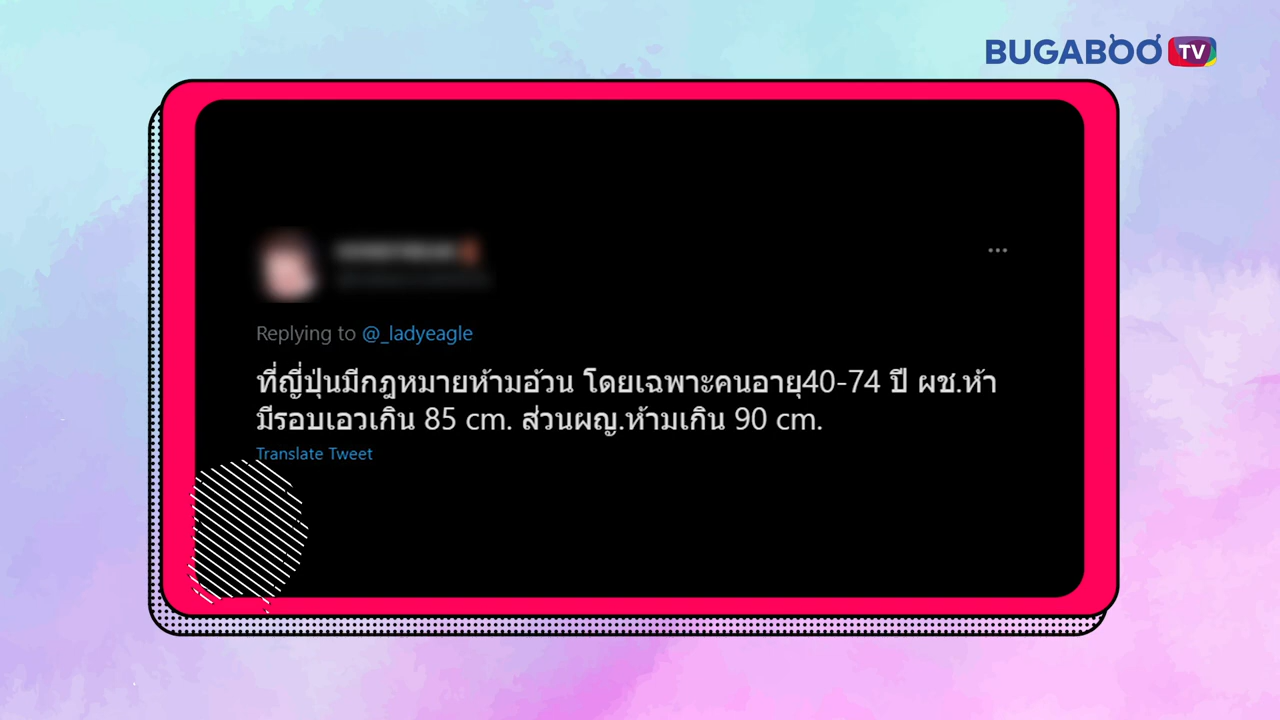 BUGABOO TV
Replying to @_ladyeagle
ที่ญี่ปุ่นมีกฎหมายห้ามอ้วน โดยเฉพาะคนอายุ40-74 ปี ผช.ห้า
มีรอบเอวเกิน 85 cm. ส่วนผญ.ห้ามเกิน 90 cm.
Translate Tweet